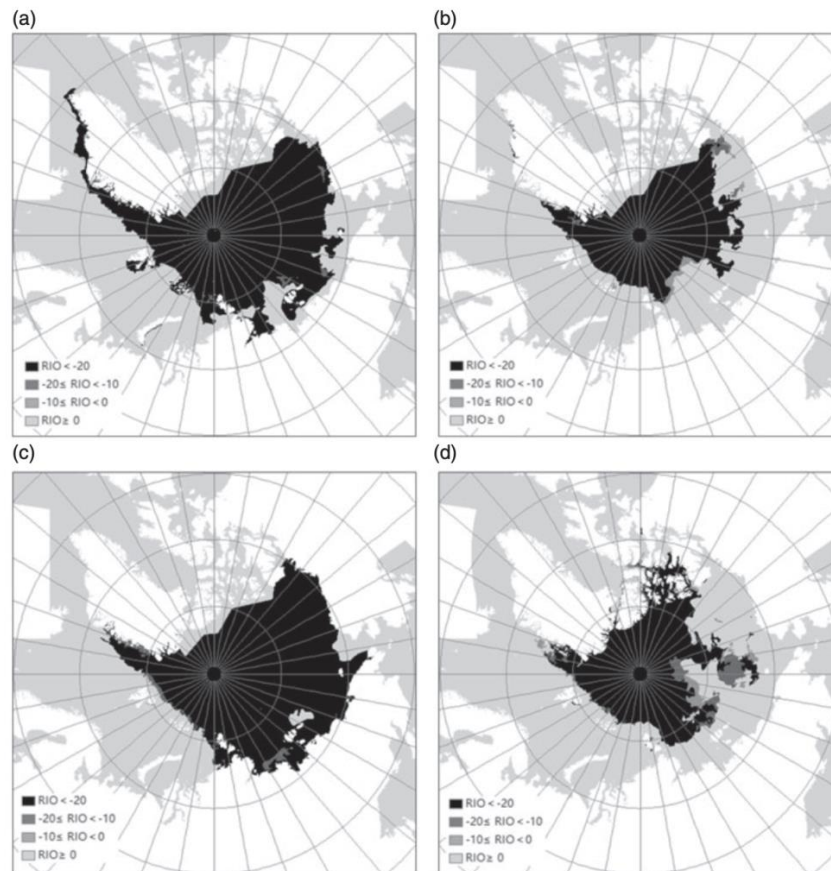 (a)
(b)
RIO < -20
-20≤ RIO < -10
-10≤ RIO < 0
RIO ≥ 0
RIO < -20
-20≤ RIO < -10
-10≤ RIO < 0
RIO ≥ 0
(c)
(d)
RIO < -20
-20≤ RIO < -10
-10≤ RIO < 0
RIO ≥ 0
RIO < -20
-20≤ RIO < -10
-10≤ RIO < 0
RIO ≥ 0